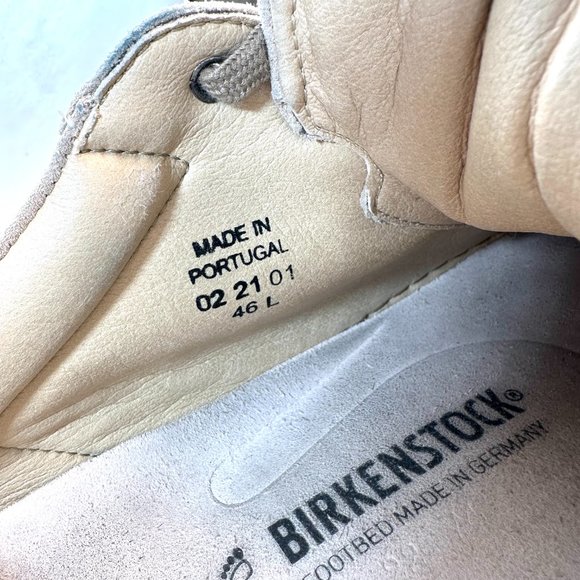 MADE IN
PORTUGAL
02 21 01
46 L
BIRKENSTOCK®
FOOTBED MADE IN GERMANY